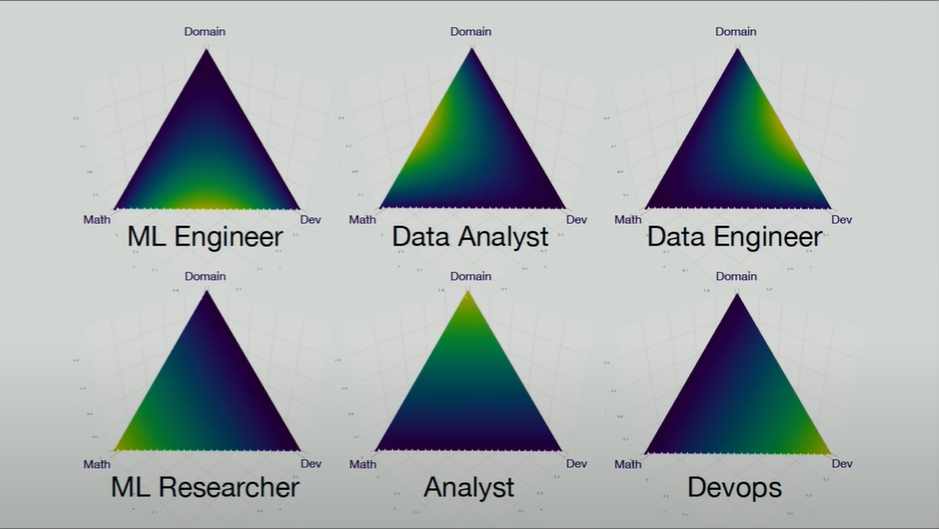 Domain Domain Domain
Math Dev Math Dev Math Dev
ML Engineer Data Analyst Data Engineer
Domain Domain Domain
Math Dev Math Dev Math Dev
ML Researcher Analyst Devops